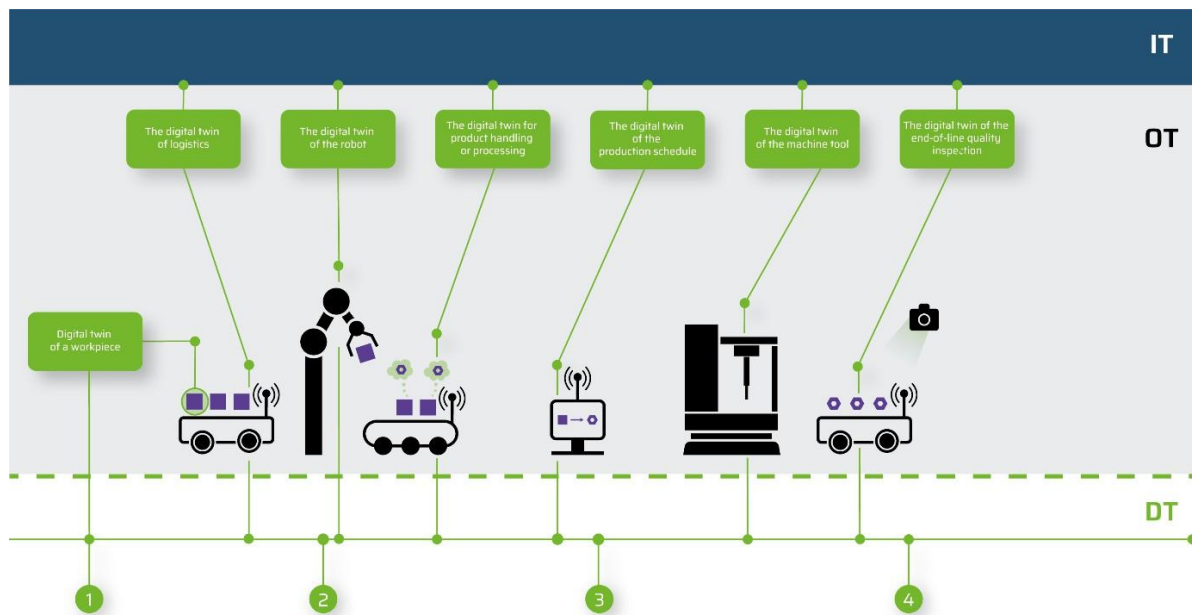 IT
OT
The digital twin
of logistics
The digital twin
of the robot
The digital twin for
product handling
or processing
The digital twin
of the
production schedule
The digital twin
of the machine tool
The digital twin of the
end-of-line quality
inspection
Digital twin
of a workpiece
DT
1
2
3
4